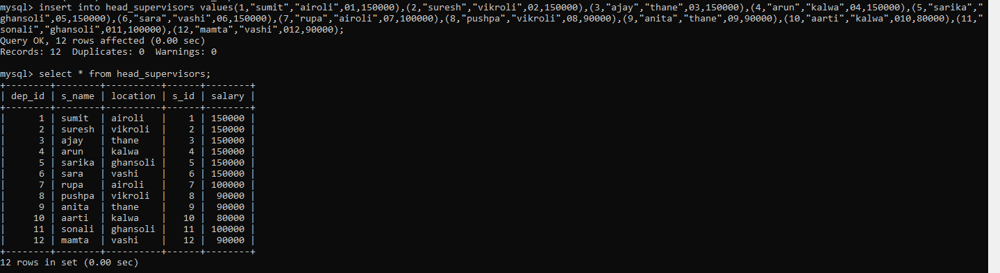 mysql> insert into head_supervisors values(1,"sumit","airoli",01,150000),(2,"suresh","vikroli",02,150000),(3,"ajay","thane",03,150000),(4,"arun","kalwa",04,150000),(5,"sarika","
ghansoli",05,150000),(6,"sara","vashi",06,150000),(7,"rupa","airoli",07,100000),(8,"pushpa","vikroli",08,90000),(9,"anita","thane",09,90000),(10,"aarti","kalwa",010,80000),(11,"
sonali","ghansoli",011,100000),(12,"mamta","vashi",012,90000);
Query OK, 12 rows affected (0.00 sec)
Records: 12  Duplicates: 0  Warnings: 0

mysql> select * from head_supervisors;
+--------+--------+----------+------+--------+
| dep_id | s_name | location | s_id | salary |
+--------+--------+----------+------+--------+
|      1 | sumit  | airoli   |    1 | 150000 |
|      2 | suresh | vikroli  |    2 | 150000 |
|      3 | ajay   | thane    |    3 | 150000 |
|      4 | arun   | kalwa    |    4 | 150000 |
|      5 | sarika | ghansoli |    5 | 150000 |
|      6 | sara   | vashi    |    6 | 150000 |
|      7 | rupa   | airoli   |    7 | 100000 |
|      8 | pushpa | vikroli  |    8 |  90000 |
|      9 | anita  | thane    |    9 |  90000 |
|     10 | aarti  | kalwa    |   10 |  80000 |
|     11 | sonali | ghansoli |   11 | 100000 |
|     12 | mamta  | vashi    |   12 |  90000 |
+--------+--------+----------+------+--------+
12 rows in set (0.00 sec)